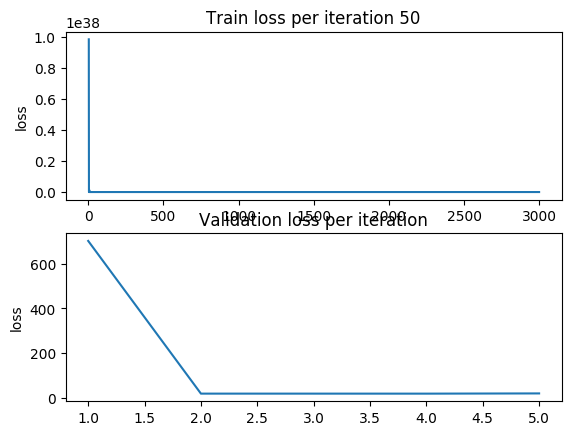 Train loss per iteration 50
1e38
1.0
0.8
0.6
0.4
0.2
0.0
loss
0 500 1000 1500 2000 2500 3000
Validation loss per iteration
600
400
200
0
loss
1.0 1.5 2.0 2.5 3.0 3.5 4.0 4.5 5.0